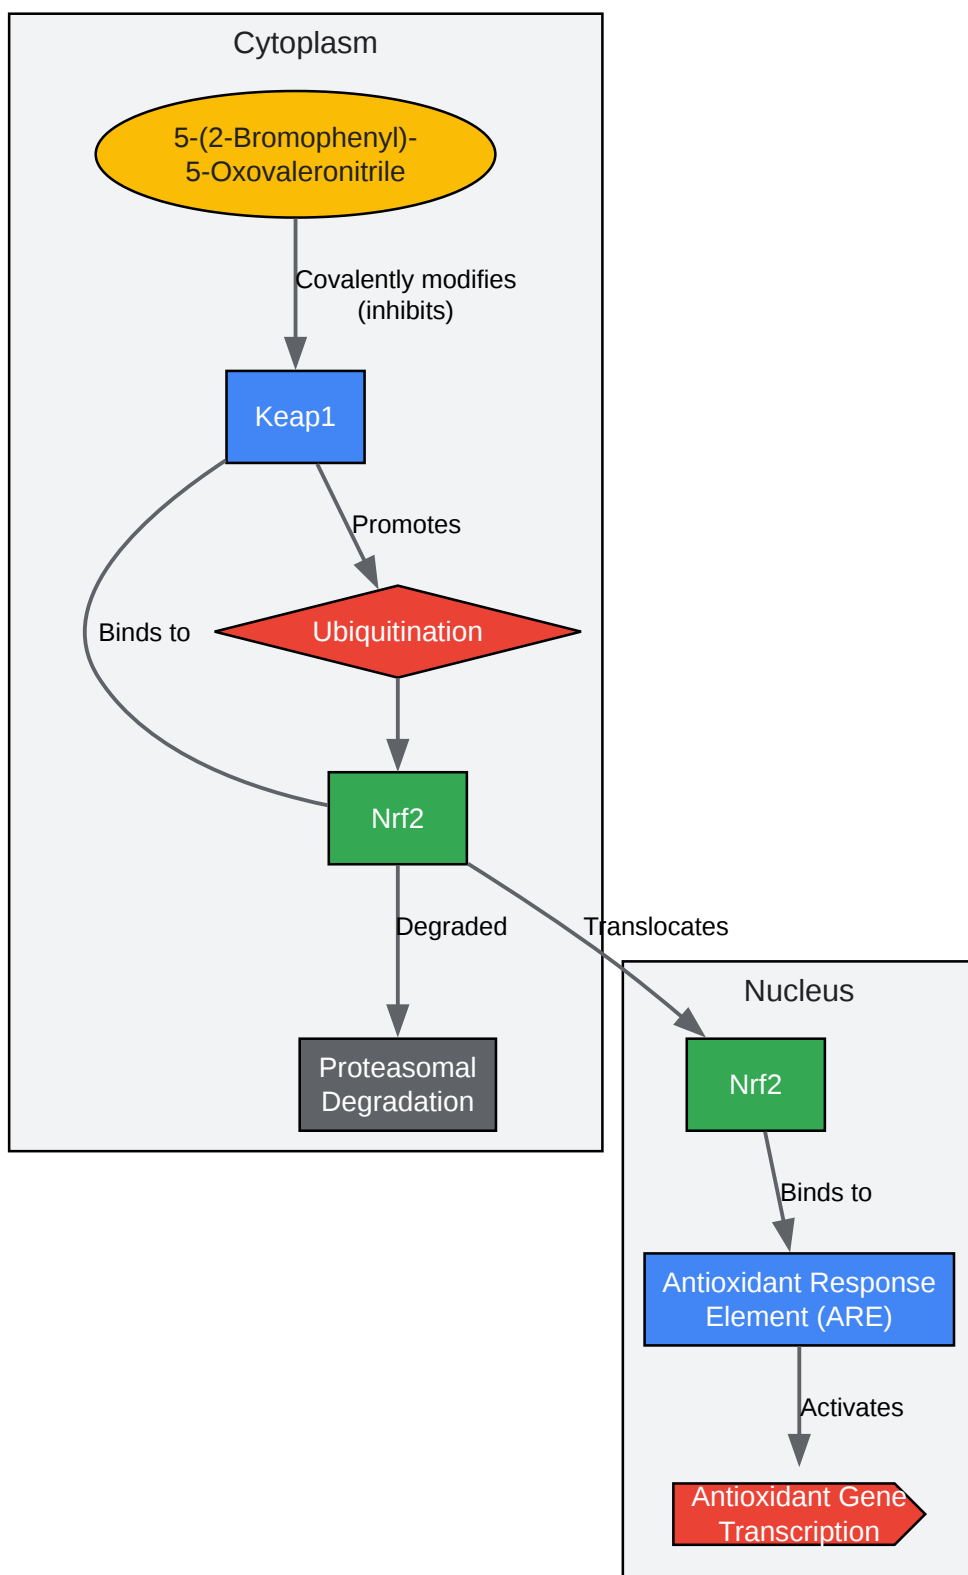 Cytoplasm
5-(2-Bromophenyl)-
5-Oxovaleronitrile
Covalently modifies
(inhibits)
Keap1
Promotes
Binds to
Ubiquitination
Nrf2
Degraded
Translocates
Proteasomal
Degradation
Nucleus
Nrf2
Binds to
Antioxidant Response
Element (ARE)
Activates
Antioxidant Gene
Transcription